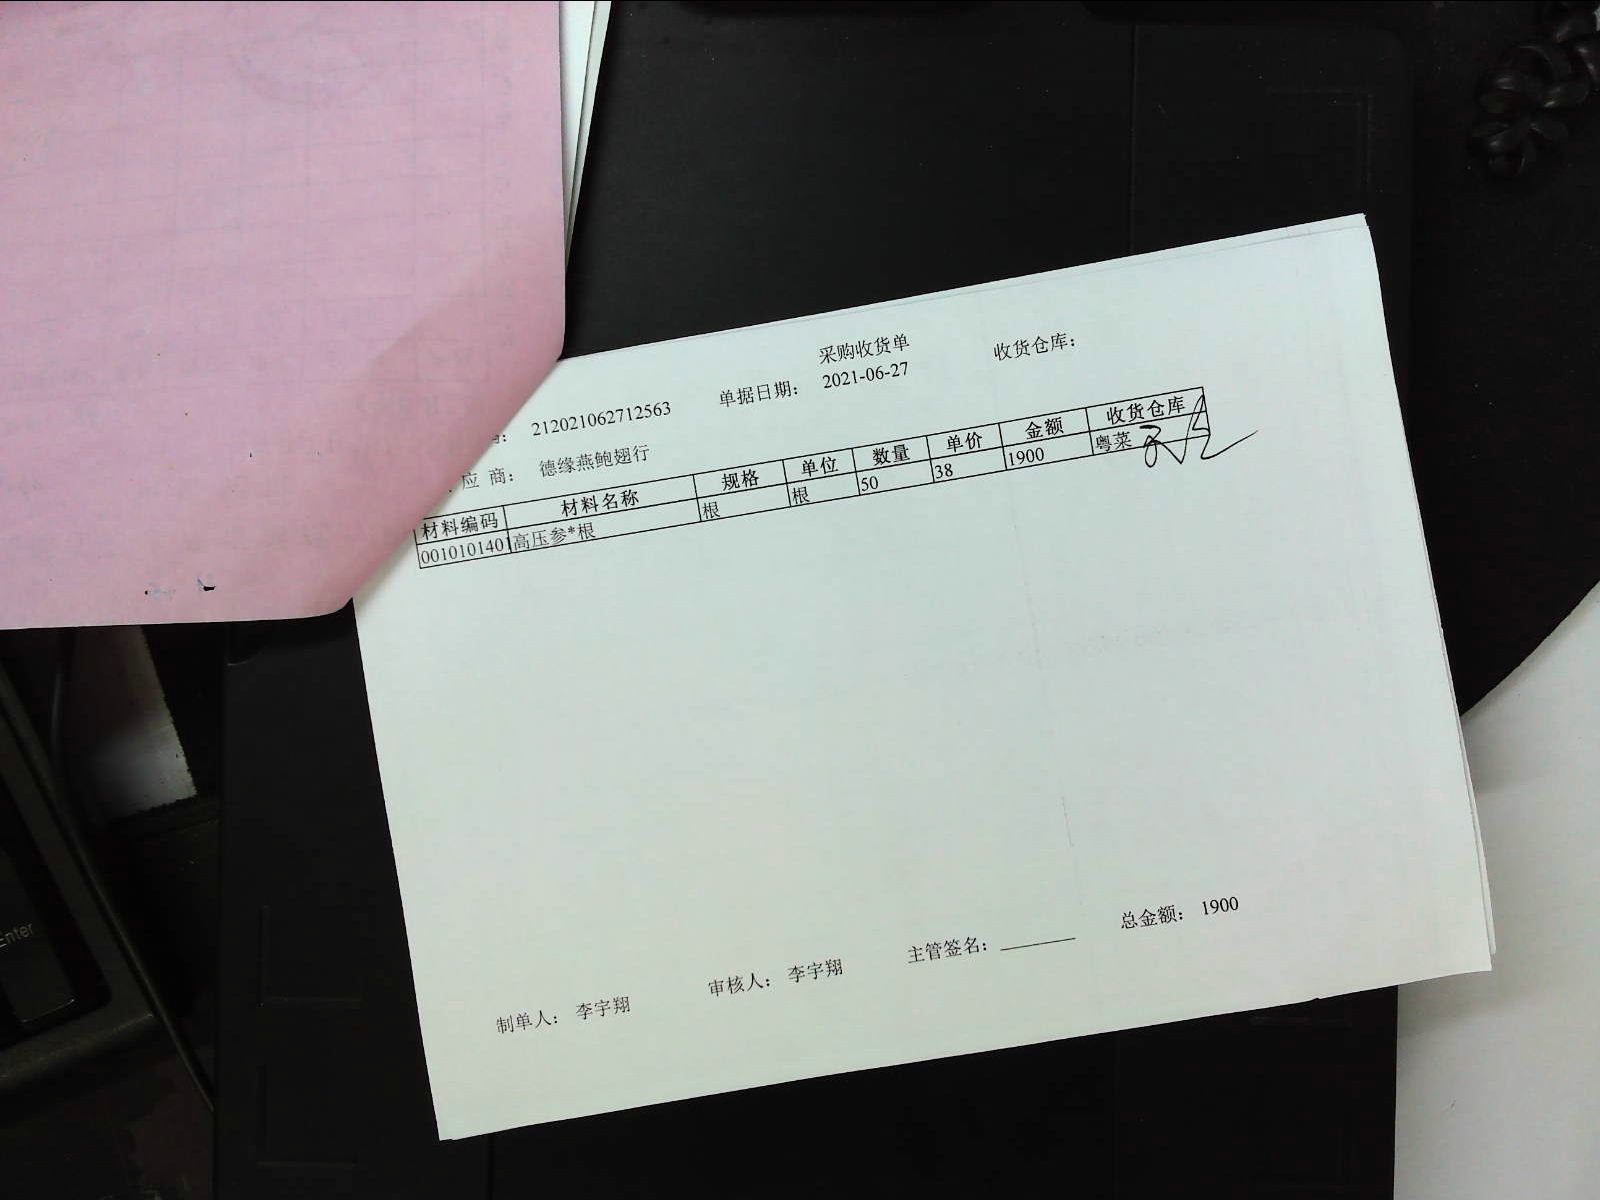 采购收货单
号： 212021062712563 单据日期： 2021-06-27 收货仓库：
应 商： 德缘燕鲍翅行
材料编码 材料名称 规格 单位 数量 单价 金额 收货仓库
0010101401 高压参*根 根 根 50 38 1900 粤菜
总金额： 1900
制单人： 李宇翔 审核人： 李宇翔 主管签名：
Enter